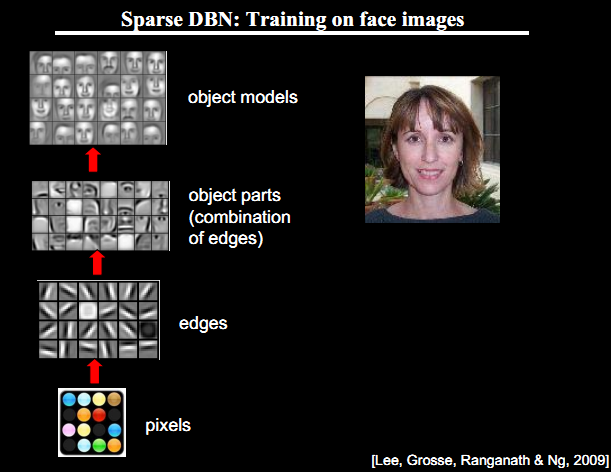 Sparse DBN: Training on face images
object models
object parts
(combination
of edges)
edges
pixels
[Lee, Grosse, Ranganath & Ng, 2009]